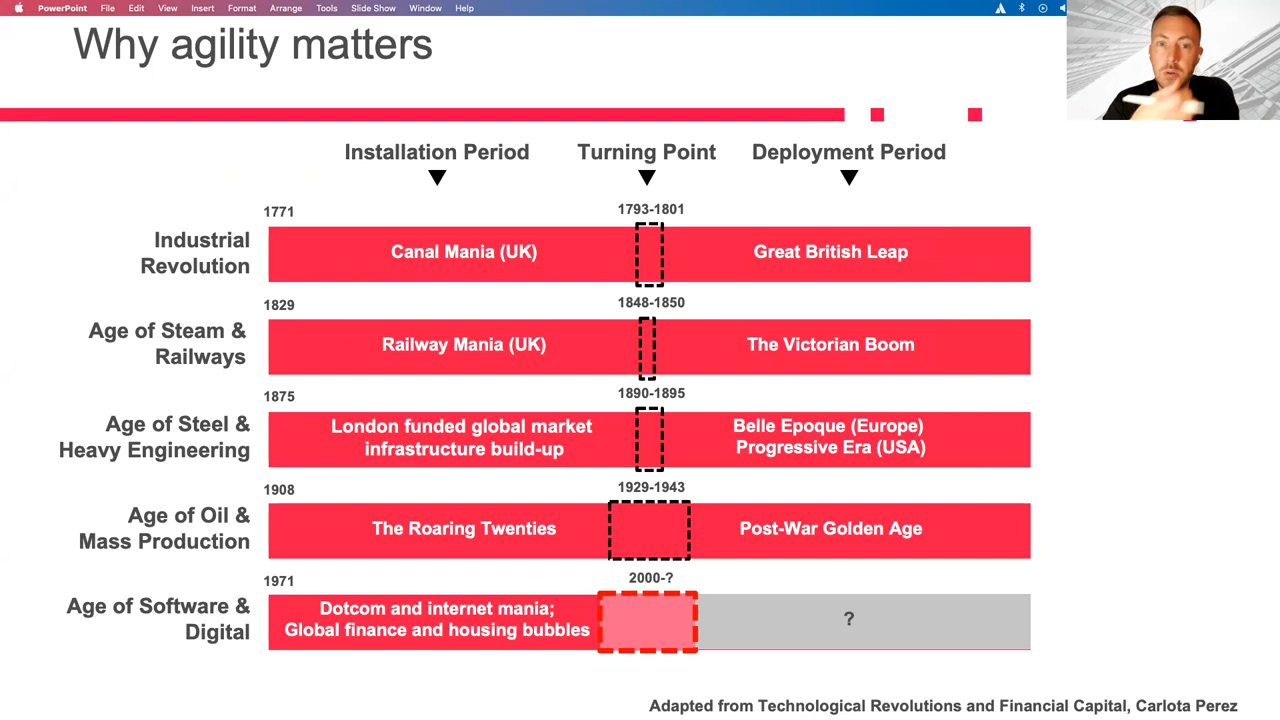 PowerPoint File Edit View Insert Format Arrange Tools Slide Show Window Help
Why agility matters
Installation Period Turning Point Deployment Period
1771 1793-1801
Industrial
Revolution
Canal Mania (UK) Great British Leap
1829 1848-1850
Age of Steam &
Railways
Railway Mania (UK) The Victorian Boom
1875 1890-1895
Age of Steel &
Heavy Engineering
London funded global market
infrastructure build-up
Belle Epoque (Europe)
Progressive Era (USA)
1908 1929-1943
Age of Oil &
Mass Production
The Roaring Twenties Post-War Golden Age
1971 2000-?
Age of Software &
Digital
Dotcom and internet mania;
Global finance and housing bubbles
?
Adapted from Technological Revolutions and Financial Capital, Carlota Perez